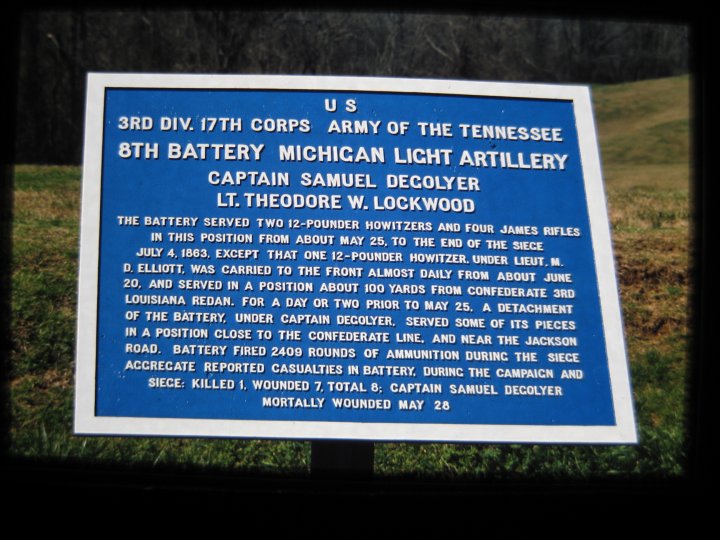 U S
3RD DIV. 17TH CORPS ARMY OF THE TENNESSEE
8TH BATTERY MICHIGAN LIGHT ARTILLERY
CAPTAIN SAMUEL DEGOLYER
LT. THEODORE W. LOCKWOOD
THE BATTERY SERVED TWO 12-POUNDER HOWITZERS AND FOUR JAMES RIFLES
IN THIS POSITION FROM ABOUT MAY 25, TO THE END OF THE SIEGE
JULY 4, 1863, EXCEPT THAT ONE 12-POUNDER HOWITZER, UNDER LIEUT, M.
D. ELLIOTT, WAS CARRIED TO THE FRONT ALMOST DAILY FROM ABOUT JUNE
20, AND SERVED IN A POSITION ABOUT 100 YARDS FROM CONFEDERATE 3RD
LOUISIANA REDAN. FOR A DAY OR TWO PRIOR TO MAY 25, A DETACHMENT
OF THE BATTERY, UNDER CAPTAIN DEGOLYER, SERVED SOME OF ITS PIECES
IN A POSITION CLOSE TO THE CONFEDERATE LINE, AND NEAR THE JACKSON
ROAD. BATTERY FIRED 2409 ROUNDS OF AMMUNITION DURING THE SIEGE
AGGREGATE REPORTED CASUALTIES IN BATTERY, DURING THE CAMPAIGN AND
SIEGE: KILLED 1, WOUNDED 7, TOTAL 8; CAPTAIN SAMUEL DEGOLYER
MORTALLY WOUNDED MAY 28